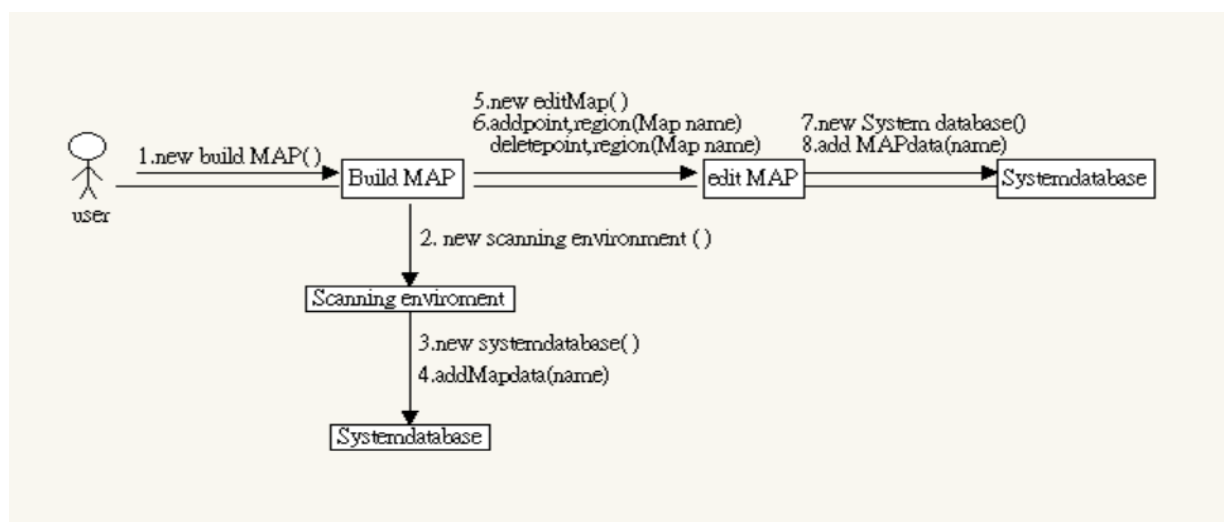 5.new editMap( )
6.addpoint,region(Map name)
deletepoint,region(Map name)
7.new System database()
8.add MAPdata(name)
1.new build MAP( )
user
Build MAP
edit MAP
Systemdatabase
2. new scanning environment ( )
Scanning enviroment
3.new systemdatabase( )
4.addMapdata(name)
Systemdatabase